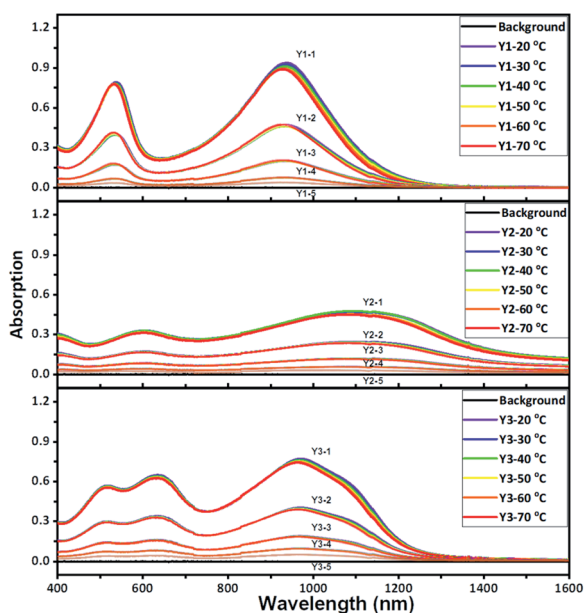 Absorption
1.2
0.9
0.6
0.3
0.0
Y1-1
Y1-2
Y1-3
Y1-4
Y1-5
Background
Y1-20 °C
Y1-30 °C
Y1-40 °C
Y1-50 °C
Y1-60 °C
Y1-70 °C
1.2
0.9
0.6
0.3
0.0
Y2-1
Y2-2
Y2-3
Y2-4
Y2-5
Background
Y2-20 °C
Y2-30 °C
Y2-40 °C
Y2-50 °C
Y2-60 °C
Y2-70 °C
1.2
0.9
0.6
0.3
0.0
Y3-1
Y3-2
Y3-3
Y3-4
Y3-5
Background
Y3-20 °C
Y3-30 °C
Y3-40 °C
Y3-50 °C
Y3-60 °C
Y3-70 °C
400 600 800 1000 1200 1400 1600
Wavelength (nm)